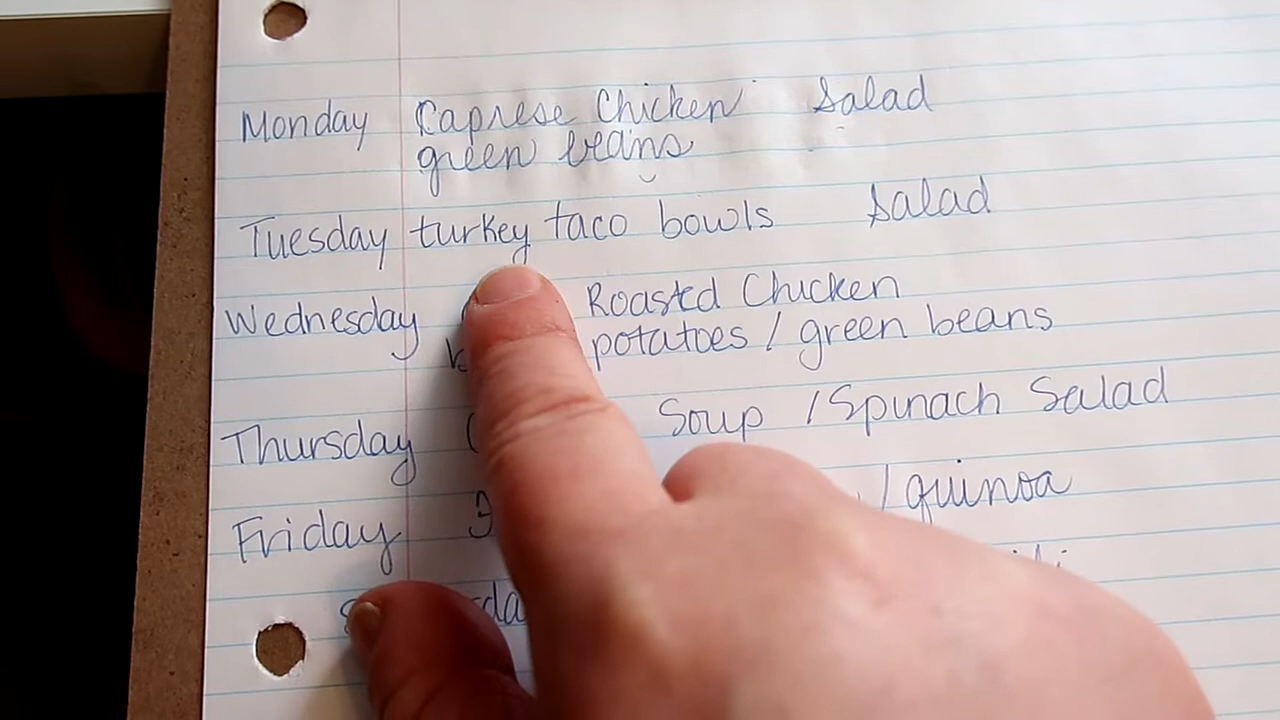 Monday Caprese Chicken Salad
green beans
Tuesday turkey taco bowls Salad
Wednesday Roasted Chicken
potatoes / green beans
Thursday Soup / Spinach Salad
Friday / quinoa